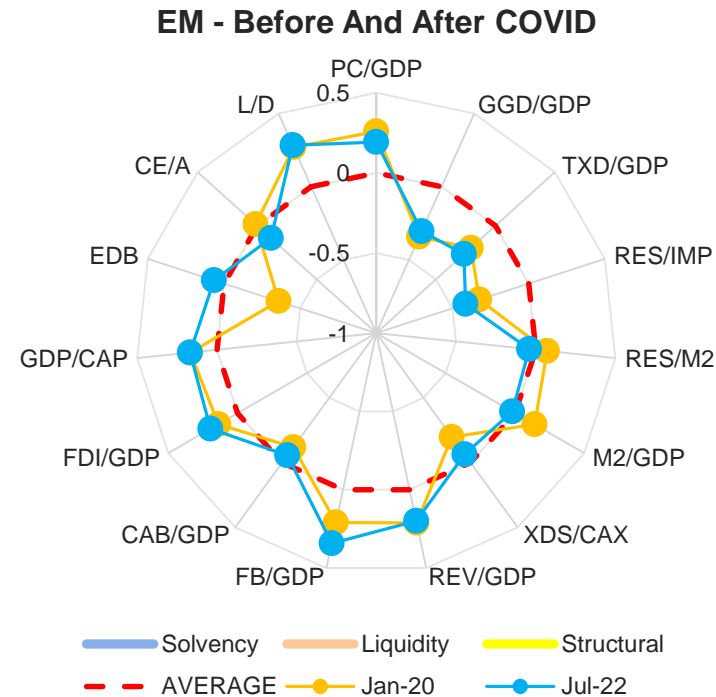 EM - Before And After COVID
PC/GDP
GGD/GDP
TXD/GDP
RES/IMP
RES/M2
M2/GDP
XDS/CAX
REV/GDP
FB/GDP
CAB/GDP
FDI/GDP
GDP/CAP
EDB
CE/A
L/D
0.5
0
-0.5
-1
Solvency Liquidity Structural
AVERAGE Jan-20 Jul-22